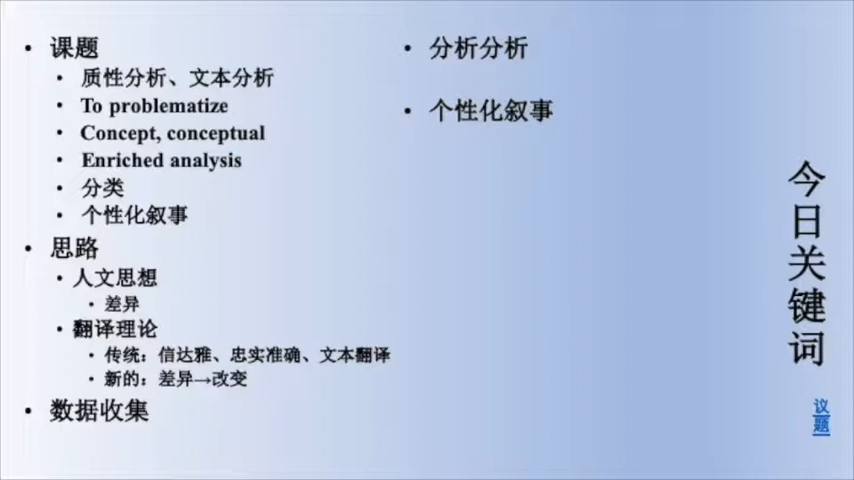 课题
质性分析、文本分析
To problematize
Concept, conceptual
Enriched analysis
分类
个性化叙事
思路
人文思想
差异
翻译理论
传统：信达雅、忠实准确、文本翻译
新的：差异→改变
数据收集
分析分析
个性化叙事
今日关键词
议题